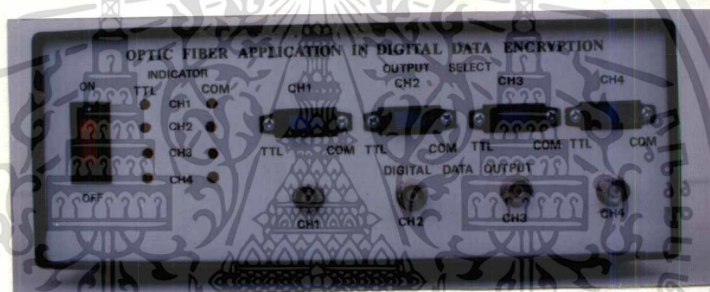 OPTIC FIBER APPLICATION IN DIGITAL DATA ENCRYPTION
INDICATOR
OUTPUT SELECT
ON
TTL
COM
CH1
CH2
CH3
CH4
CH1
CH2
CH3
CH4
TTL COM TTL COM TTL COM TTL COM
DIGITAL DATA OUTPUT
OFF
CH1
CH2
CH3
CH4